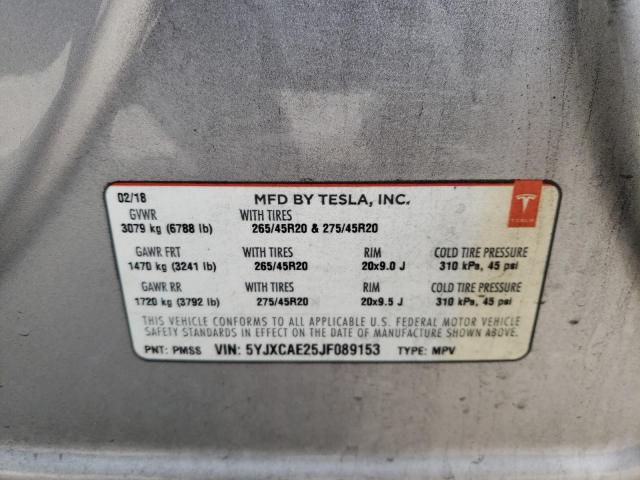 02/18 MFD BY TESLA, INC.
GVWR WITH TIRES
3079 kg (6788 lb) 265/45R20 & 275/45R20
TESLA
GAWR FRT WITH TIRES RIM COLD TIRE PRESSURE
1470 kg (3241 lb) 265/45R20 20x9.0 J 310 kPa, 45 psi
GAWR RR WITH TIRES RIM COLD TIRE PRESSURE
1720 kg (3792 lb) 275/45R20 20x9.5 J 310 kPa, 45 psi
THIS VEHICLE CONFORMS TO ALL APPLICABLE U.S. FEDERAL MOTOR VEHICLE
SAFETY STANDARDS IN EFFECT ON THE DATE OF MANUFACTURE SHOWN ABOVE.
PNT: PMSS VIN: 5YJXCAE25JF089153 TYPE: MPV